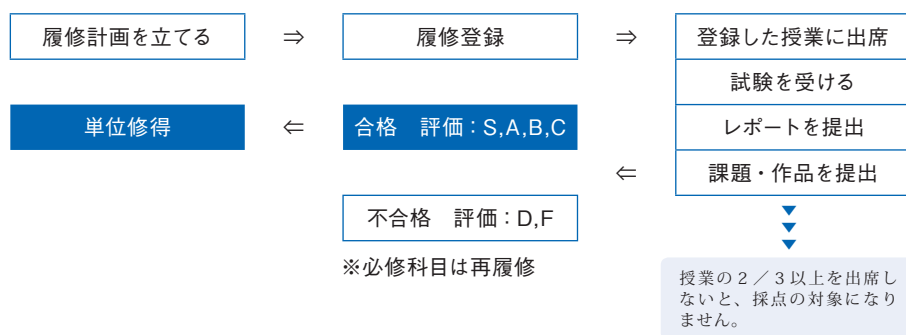 履修計画を立てる ⇒ 履修登録 ⇒ 登録した授業に出席
試験を受ける
レポートを提出
課題・作品を提出
⇐
合格　評価：S,A,B,C
不合格　評価：D,F
※必修科目は再履修
⇐
単位修得
授業の２／３以上を出席し
ないと、採点の対象になり
ません。